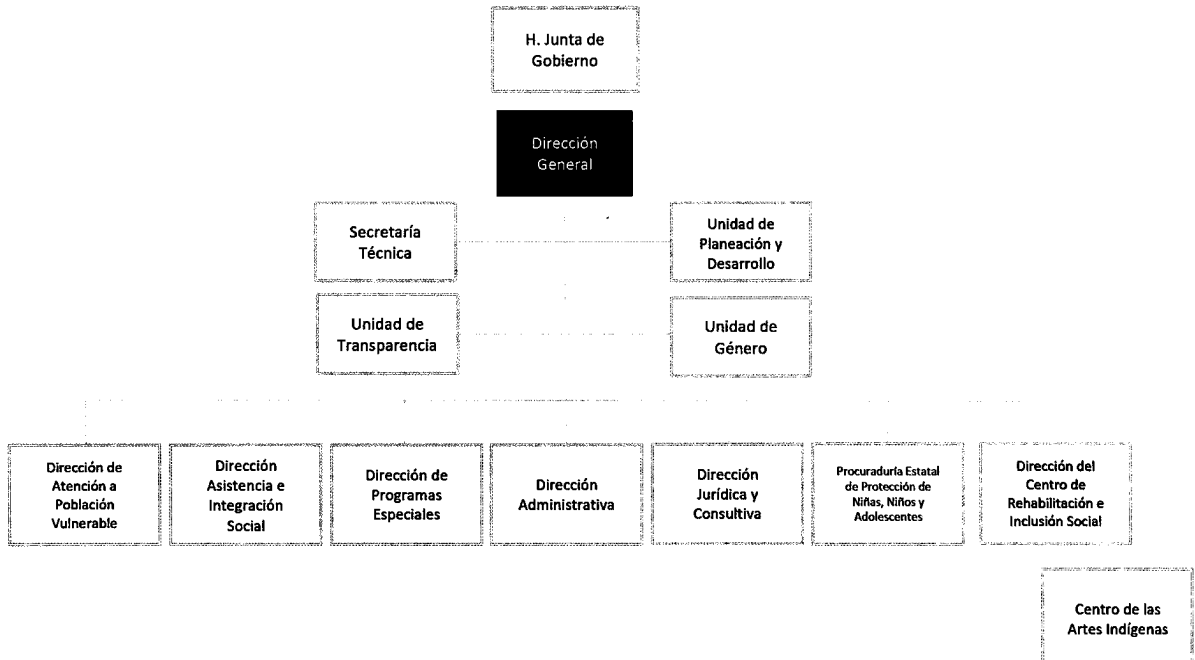 H. Junta de
Gobierno
Dirección
General
Secretaría
Técnica
Unidad de
Planeación y
Desarrollo
Unidad de
Transparencia
Unidad de
Género
Dirección de
Atención a
Población
Vulnerable
Dirección
Asistencia e
Integración
Social
Dirección de
Programas
Especiales
Dirección
Administrativa
Dirección
Jurídica y
Consultiva
Procuraduría Estatal
de Protección de
Niñas, Niños y
Adolescentes
Dirección del
Centro de
Rehabilitación e
Inclusión Social
Centro de las
Artes Indígenas